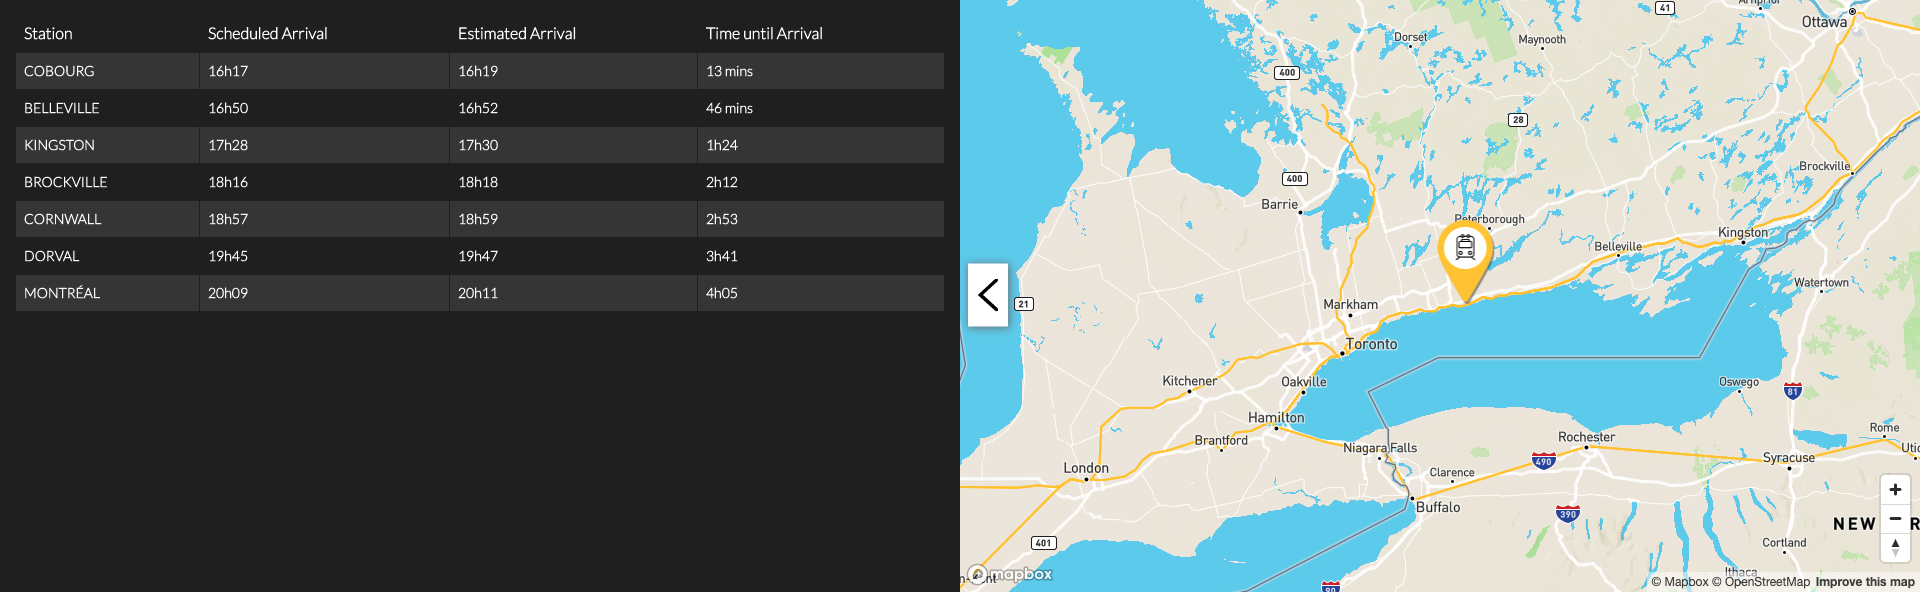 Station Scheduled Arrival Estimated Arrival Time until Arrival
COBOURG 16h17 16h19 13 mins
BELLEVILLE 16h50 16h52 46 mins
KINGSTON 17h28 17h30 1h24
BROCKVILLE 18h16 18h18 2h12
CORNWALL 18h57 18h59 2h53
DORVAL 19h45 19h47 3h41
MONTRÉAL 20h09 20h11 4h05
41
Ottawa
Dorset
Maynooth
400
28
Brockville
400
Barrie
Peterborough
Kingston
Belleville
Watertown
21
Markham
Toronto
Kitchener
Oakville
Oswego
81
Hamilton
Rome
Brantford
Niagara Falls
Rochester
London
Clarence
490
Syracuse
Buffalo
390
NEW
401
Cortland
Ithaca
mapbox
90
© Mapbox © OpenStreetMap Improve this map